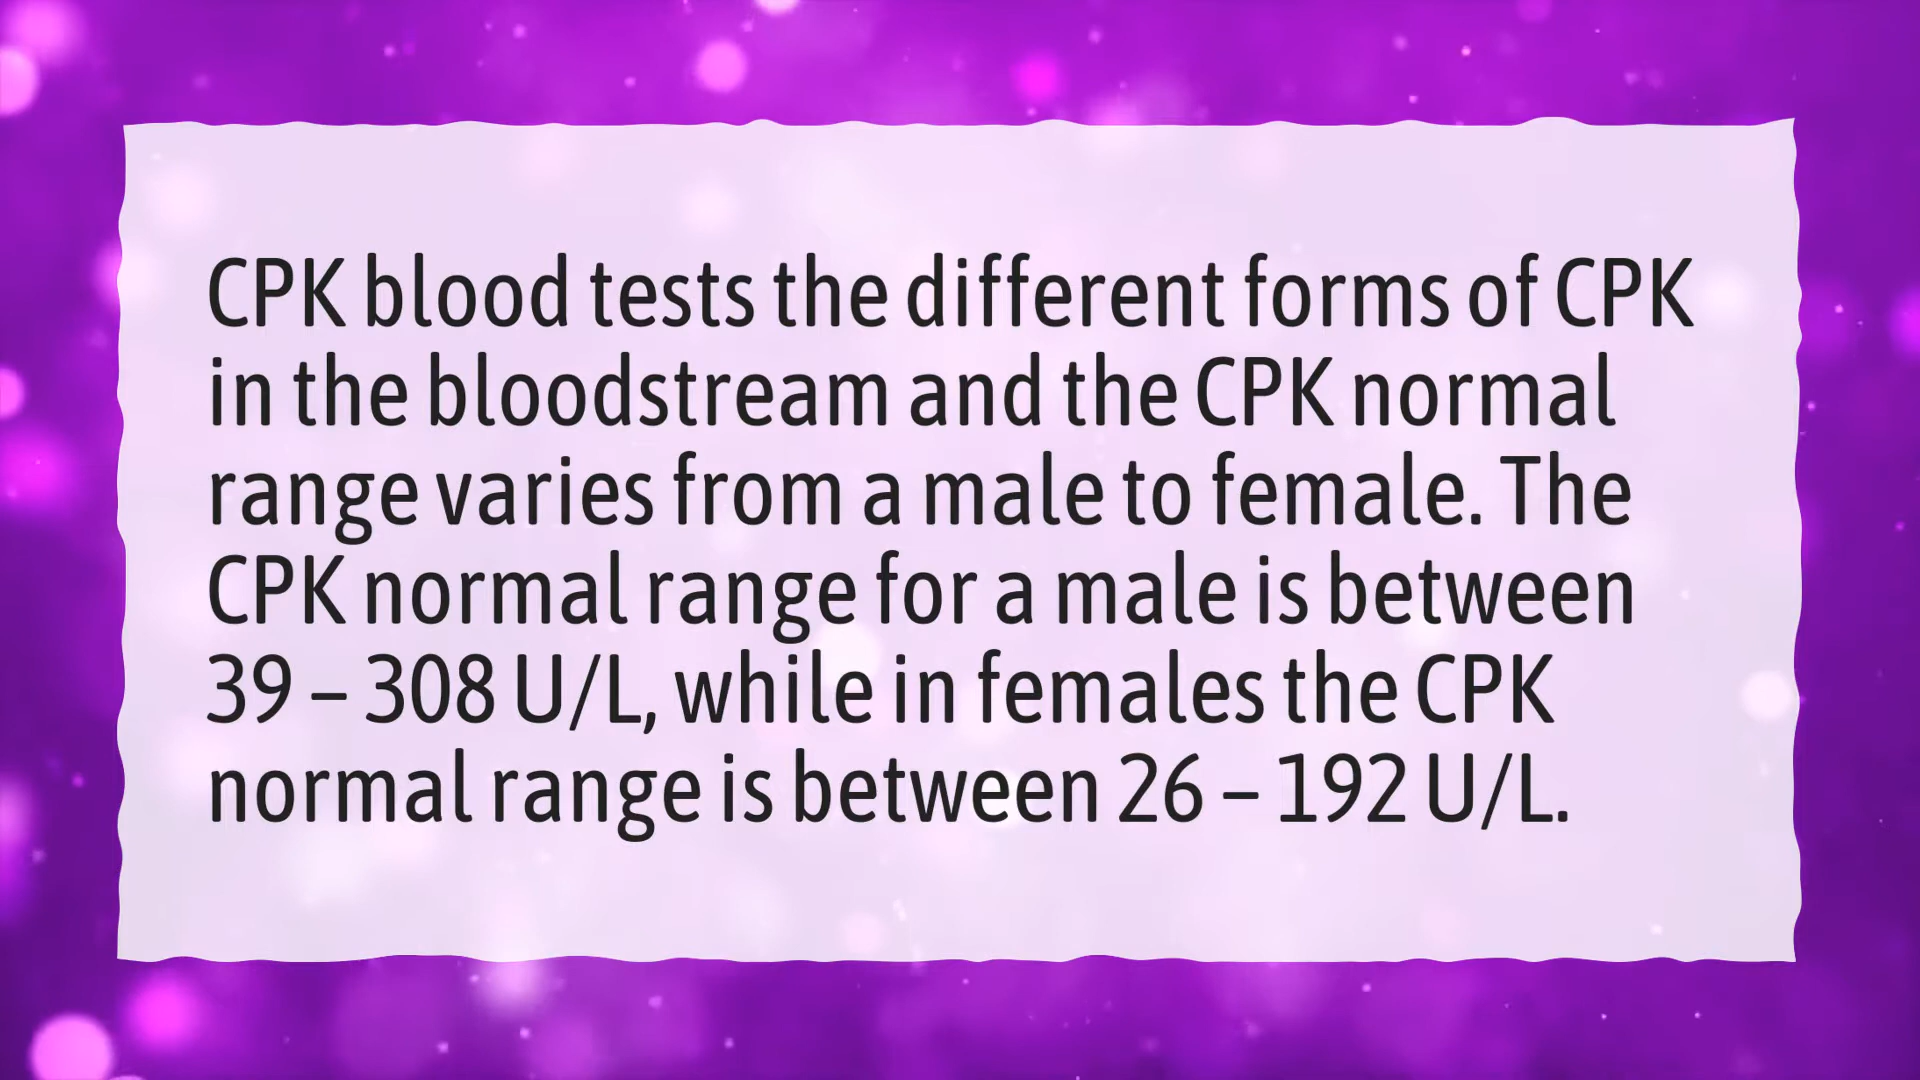 CPK blood tests the different forms of CPK
in the bloodstream and the CPK normal
range varies from a male to female. The
CPK normal range for a male is between
39 – 308 U/L, while in females the CPK
normal range is between 26 – 192 U/L.